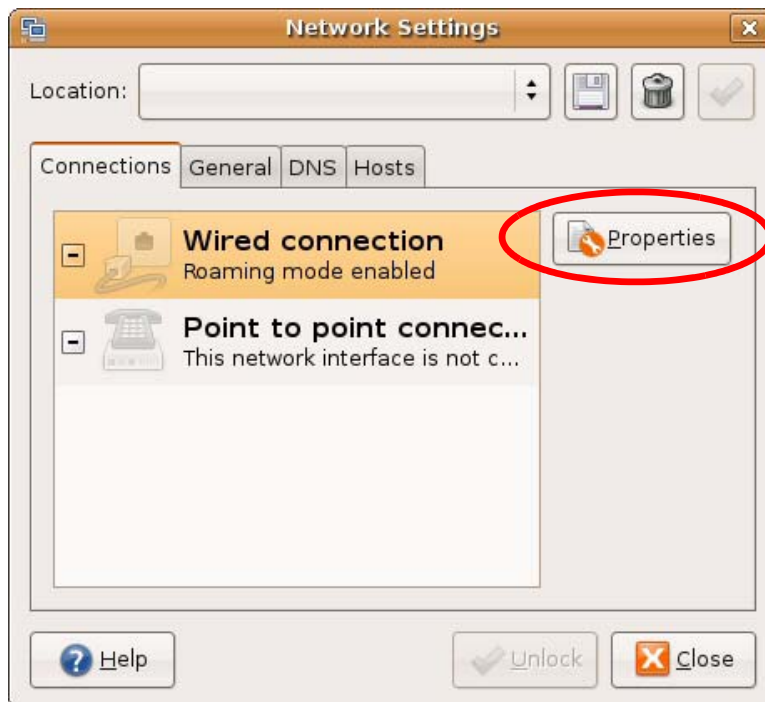 Network Settings
Location:
Connections General DNS Hosts
Wired connection
Roaming mode enabled
Properties
Point to point connec...
This network interface is not c...
Help Unlock Close